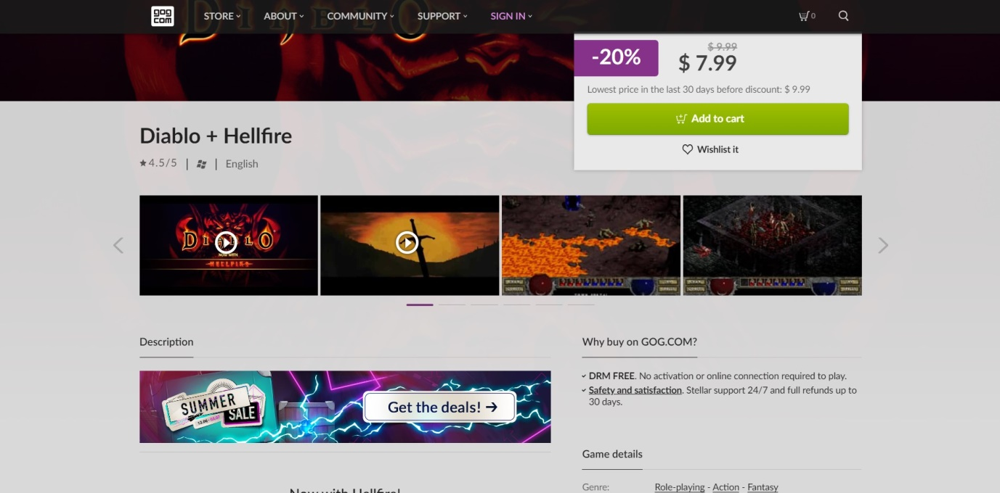 gog
com
STORE
ABOUT
COMMUNITY
SUPPORT
SIGN IN
0
DIABLO
-20%
$ 9.99
$ 7.99
Lowest price in the last 30 days before discount: $ 9.99
Add to cart
Wishlist it
Diablo + Hellfire
4.5/5
English
DIABLO
NOW WITH
HELLFIRE
Description
Why buy on GOG.COM?
SUMMER
SALE
Get the deals! →
DRM FREE. No activation or online connection required to play.
Safety and satisfaction. Stellar support 24/7 and full refunds up to
30 days.
Game details
Genre: Role-playing - Action - Fantasy
Now with Hellfire!